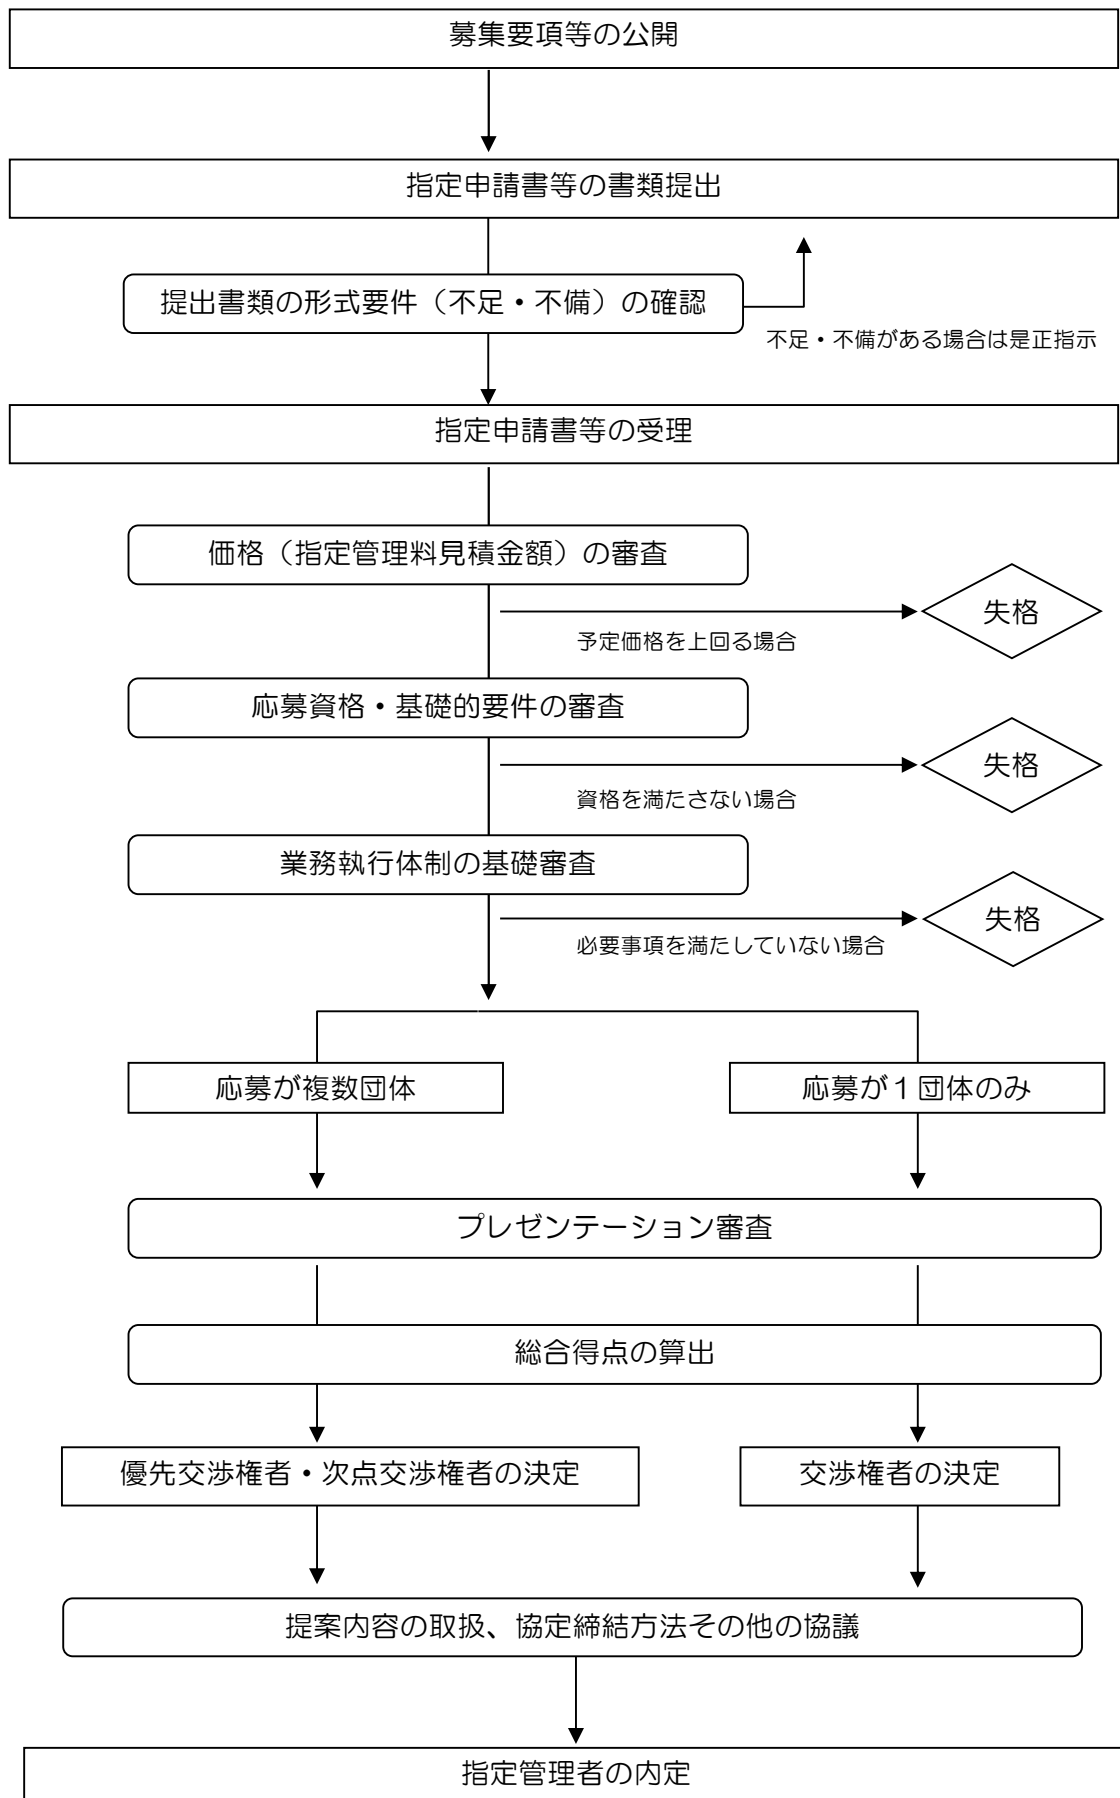 募集要項等の公開
指定申請書等の書類提出
提出書類の形式要件（不足・不備）の確認
不足・不備がある場合は是正指示
指定申請書等の受理
価格（指定管理料見積金額）の審査
失格
予定価格を上回る場合
応募資格・基礎的要件の審査
失格
資格を満たさない場合
業務執行体制の基礎審査
失格
必要事項を満たしていない場合
応募が複数団体
応募が１団体のみ
プレゼンテーション審査
総合得点の算出
優先交渉権者・次点交渉権者の決定
交渉権者の決定
提案内容の取扱、協定締結方法その他の協議
指定管理者の内定